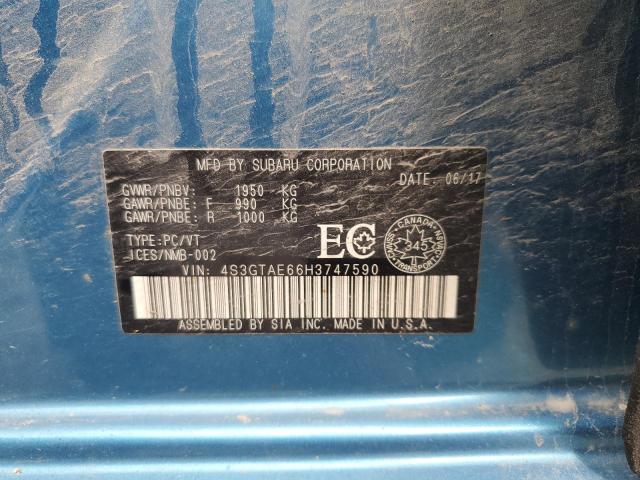 MFD BY SUBARU CORPORATION
DATE. 06/17
GVWR/PNBV: 1950 KG
GAWR/PNBE: F 990 KG
GAWR/PNBE: R 1000 KG
TYPE:PC/VT
ICES/NMB-002
EC
CANADA
345
TRANSPORTS
VIN: 4S3GTAE66H3747590
ASSEMBLED BY SIA INC. MADE IN U.S.A.